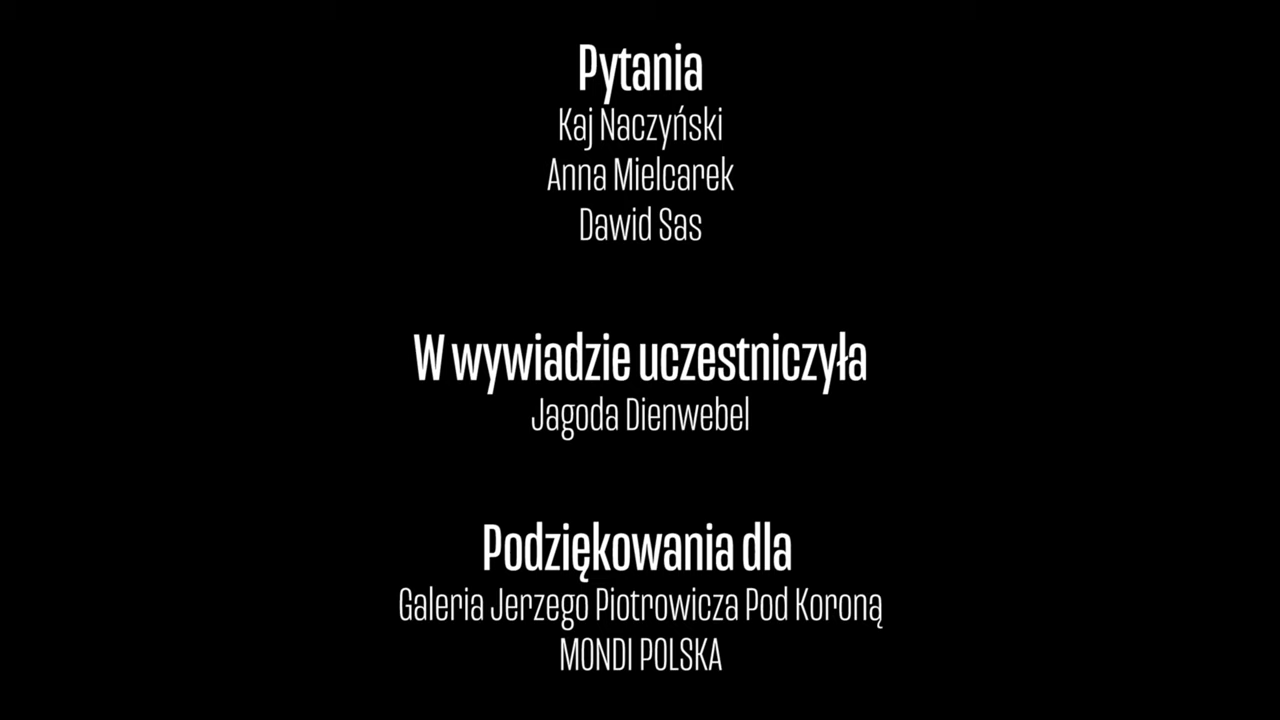 Pytania
Kaj Naczyński
Anna Mielcarek
Dawid Sas
W wywiadzie uczestniczyła
Jagoda Dienwebel
Podziękowania dla
Galeria Jerzego Piotrowicza Pod Koroną
MONDI POLSKA